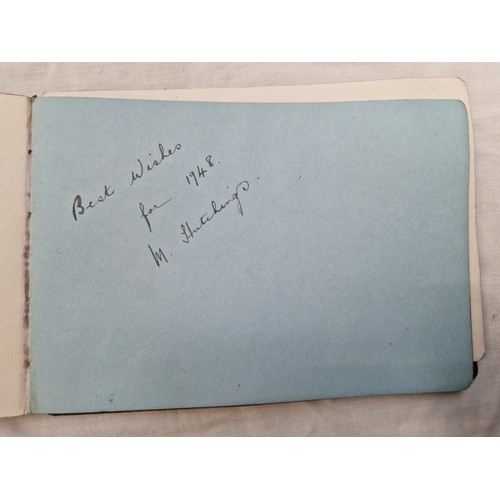 Best Wishes
for 1948.
M. Hutchings.